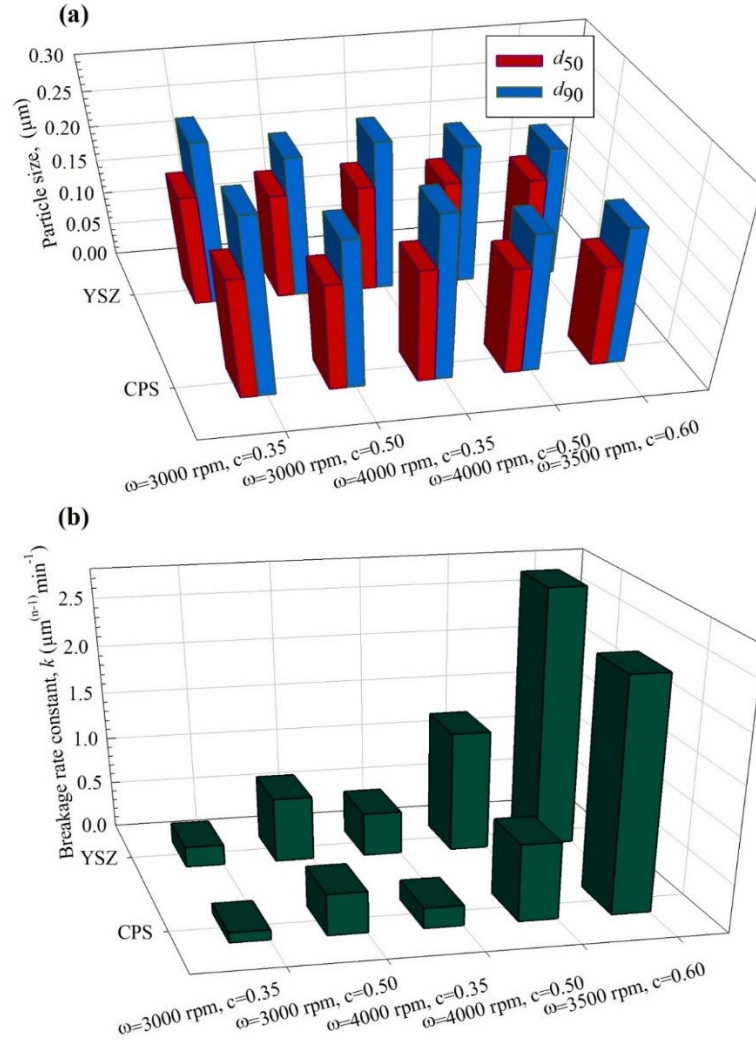 (a)
d50
d90
Particle size, (μm)
0.30
0.25
0.20
0.15
0.10
0.05
0.00
YSZ
CPS
ω=3000 rpm, c=0.35
ω=3000 rpm, c=0.50
ω=4000 rpm, c=0.35
ω=4000 rpm, c=0.50
ω=3500 rpm, c=0.60
(b)
Breakage rate constant, k (μm(n-1)min-1)
2.5
2.0
1.5
1.0
0.5
0.0
YSZ
CPS
ω=3000 rpm, c=0.35
ω=3000 rpm, c=0.50
ω=4000 rpm, c=0.35
ω=4000 rpm, c=0.50
ω=3500 rpm, c=0.60